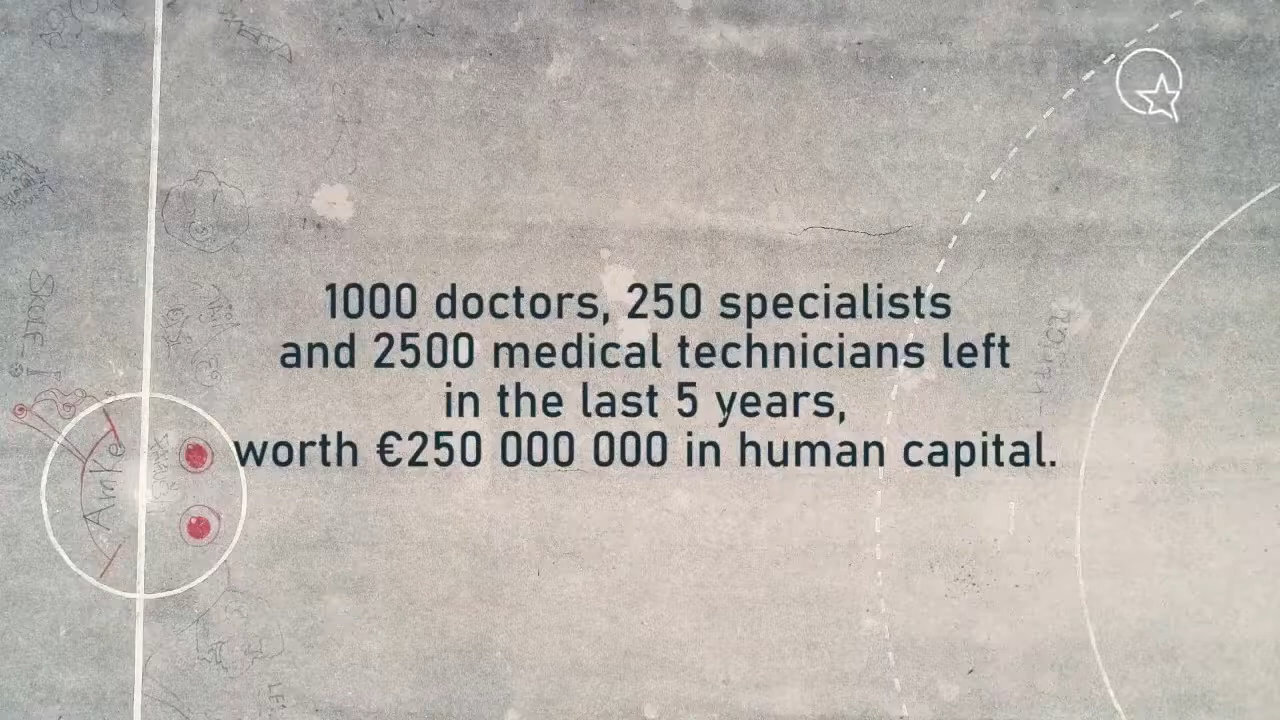 1000 doctors, 250 specialists
and 2500 medical technicians left
in the last 5 years,
worth €250 000 000 in human capital.
Amre